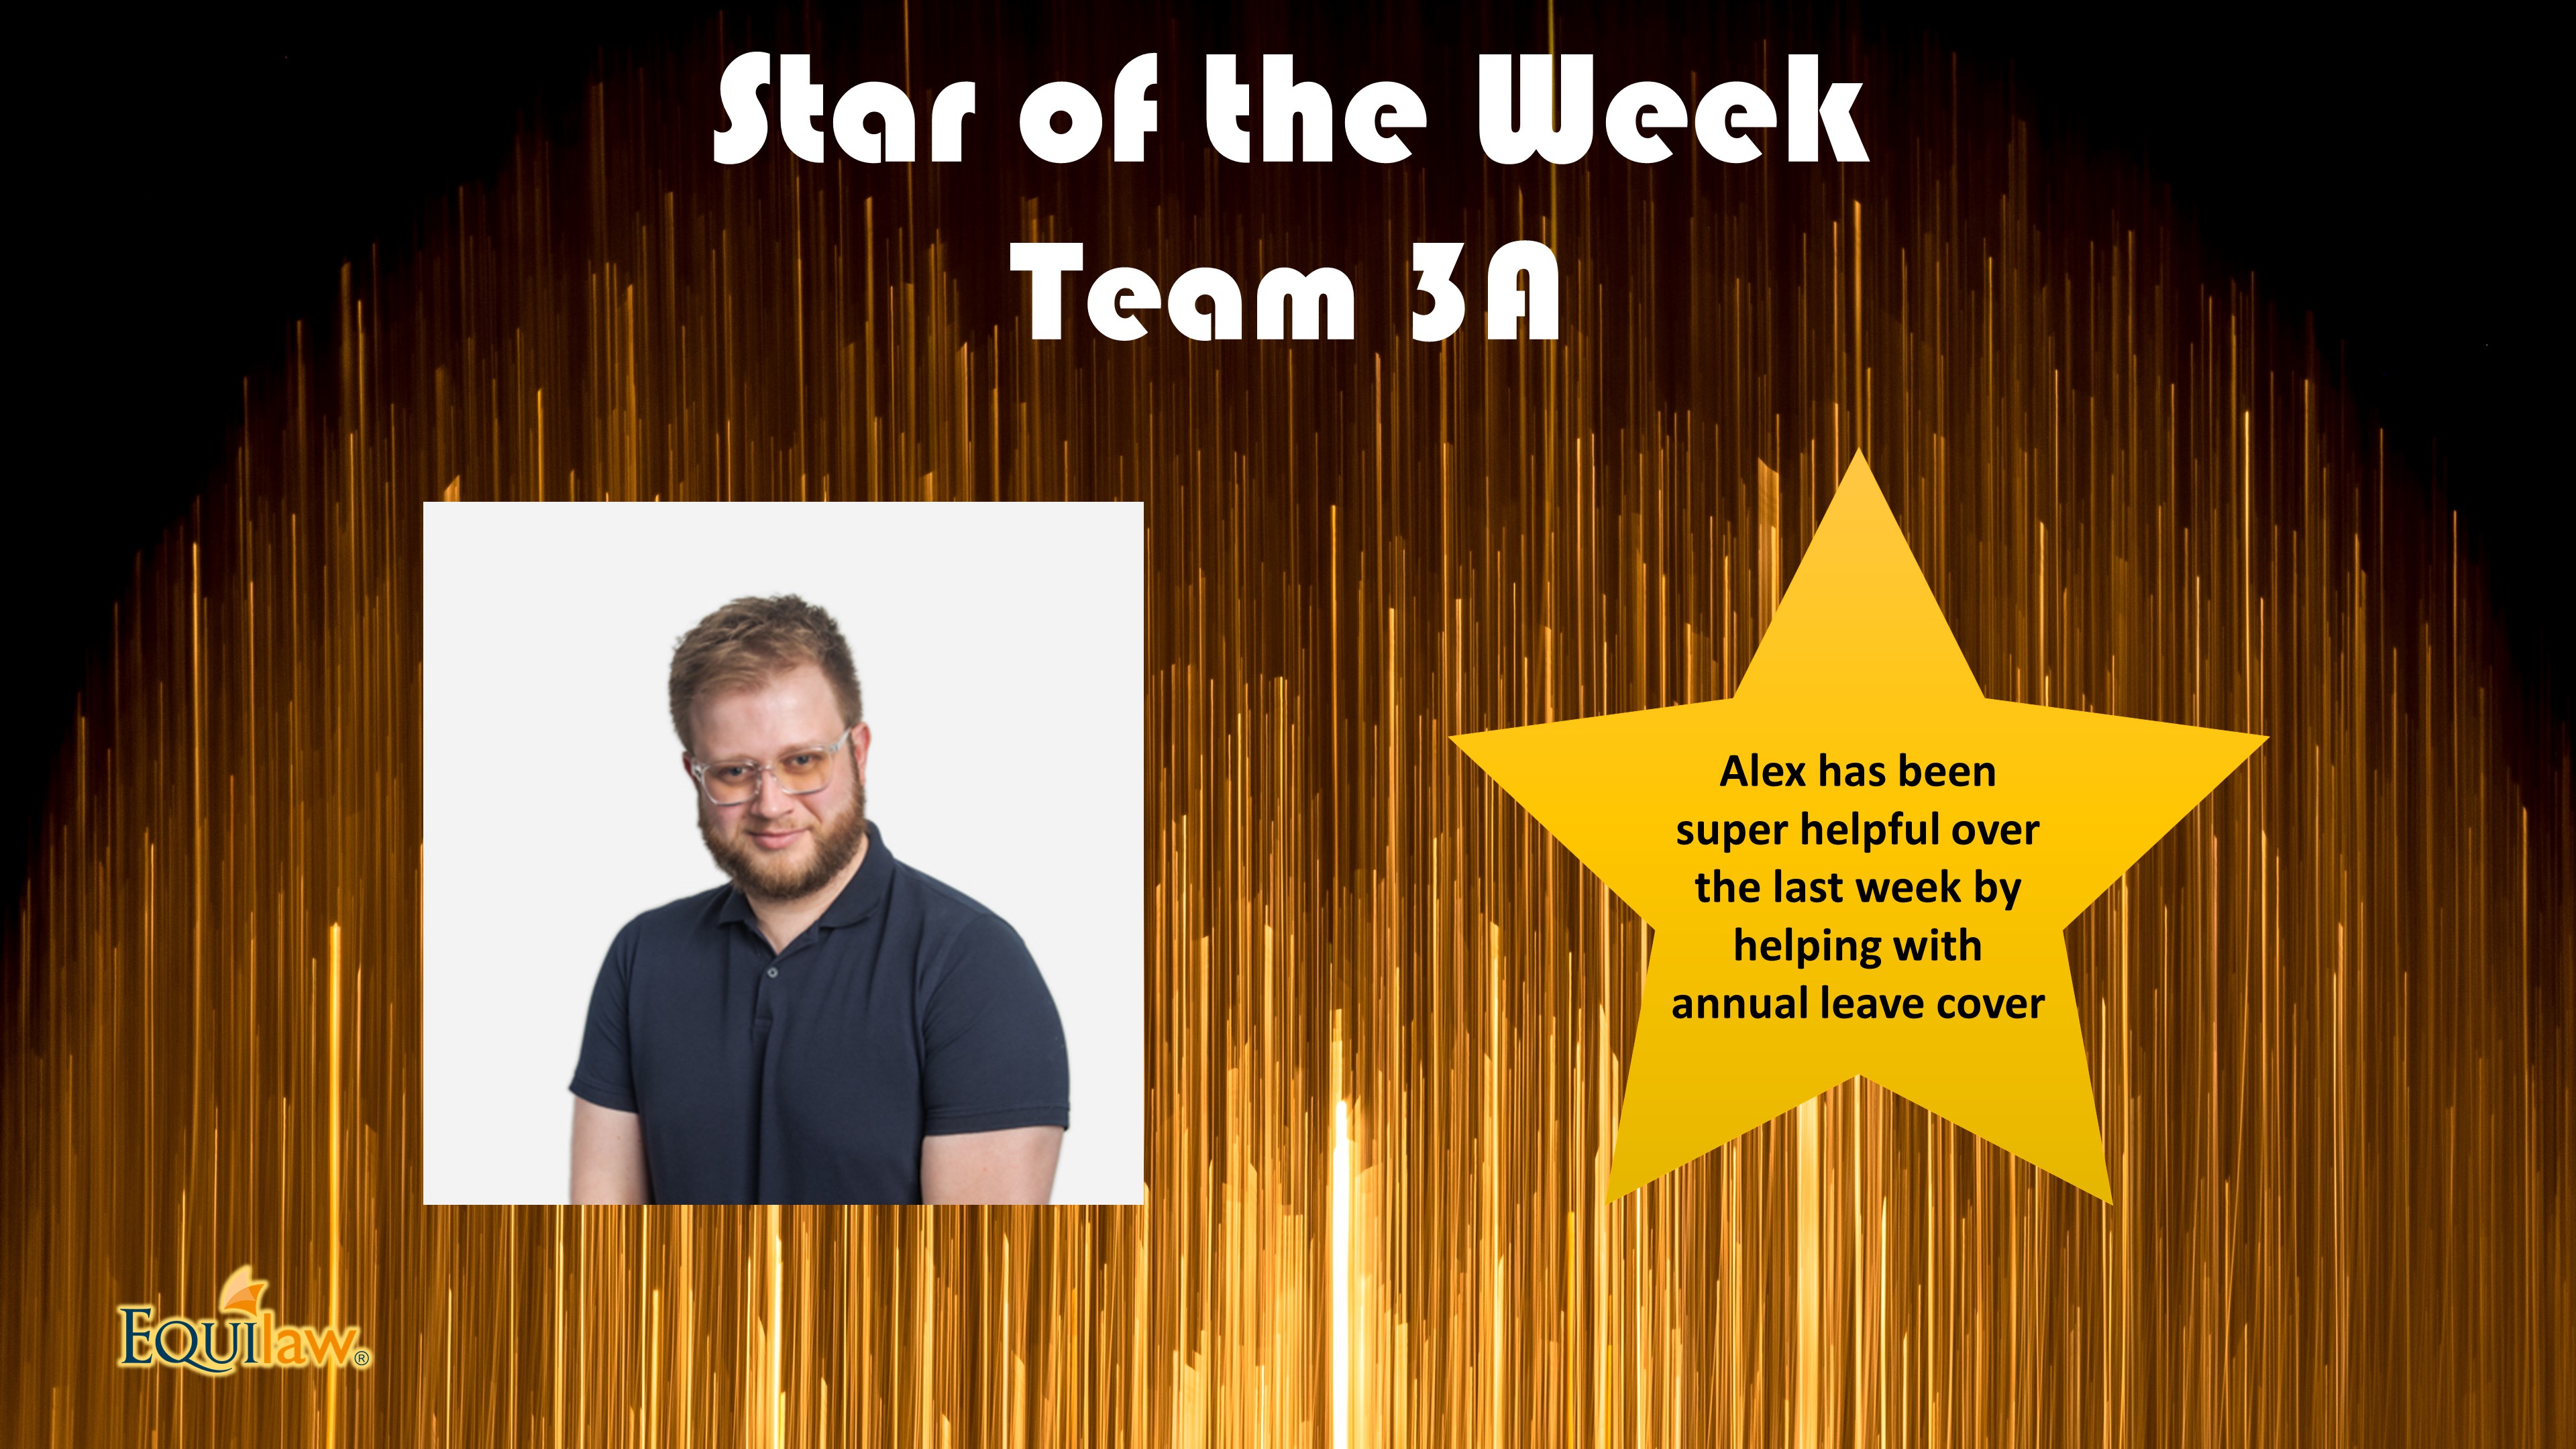 Star of the Week
Team 3A
Alex has been
super helpful over
the last week by
helping with
annual leave cover
EQUIlaw®